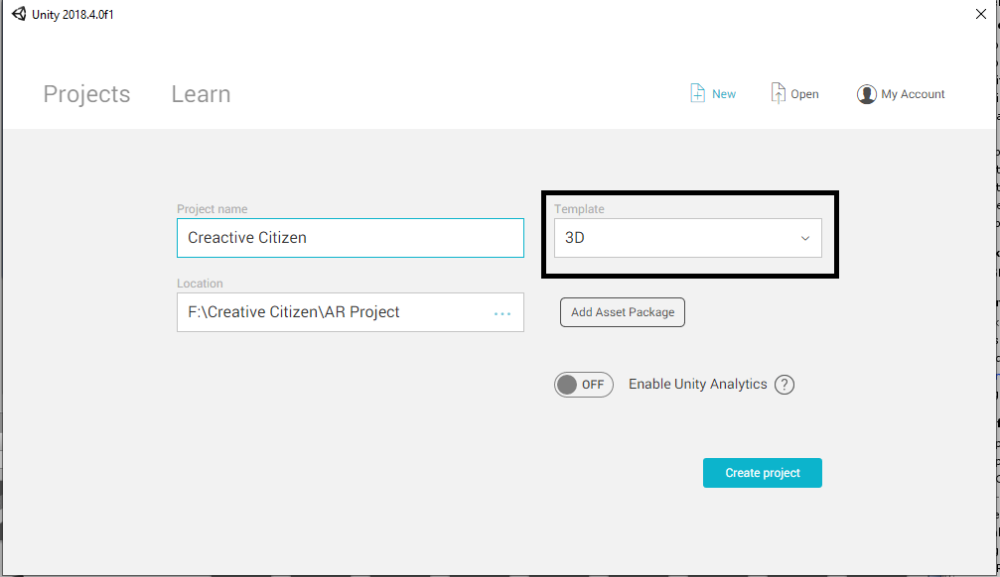 Unity 2018.4.0f1
Projects
Learn
New
Open
My Account
Project name
Creactive Citizen
Template
3D
Location
F:\Creative Citizen\AR Project
Add Asset Package
OFF
Enable Unity Analytics ?
Create project